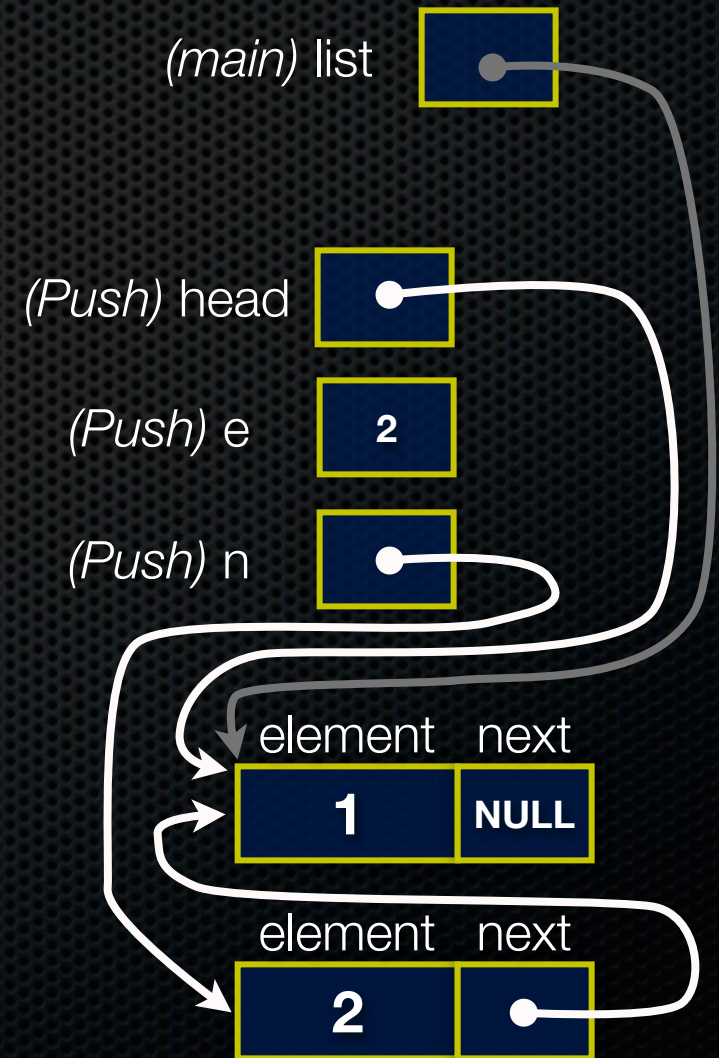 (main) list
(Push) head
(Push) e 2
(Push) n
element next
1 NULL
element next
2